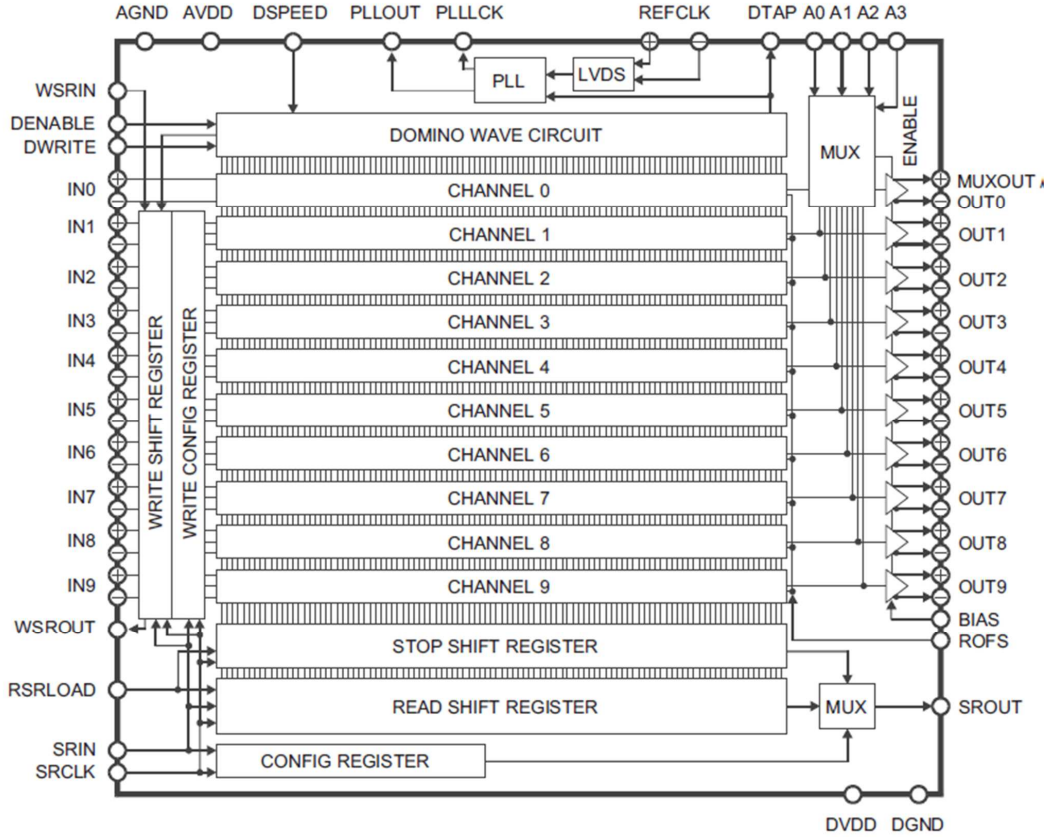 AGND AVDD DSPEED PLLOUT PLLLCK REFCLK DTAP A0 A1 A2 A3
WSRIN
PLL
LVDS
DENABLE
DWRITE
DOMINO WAVE CIRCUIT
MUX
ENABLE
IN0
CHANNEL 0
MUXOUT
OUT0
IN1
CHANNEL 1
OUT1
IN2
CHANNEL 2
OUT2
IN3
CHANNEL 3
OUT3
IN4
CHANNEL 4
OUT4
IN5
CHANNEL 5
OUT5
IN6
CHANNEL 6
OUT6
IN7
CHANNEL 7
OUT7
IN8
CHANNEL 8
OUT8
IN9
CHANNEL 9
OUT9
WRITE SHIFT REGISTER
WRITE CONFIG REGISTER
WSROUT
BIAS
ROFS
STOP SHIFT REGISTER
RSRLOAD
READ SHIFT REGISTER
MUX
SROUT
SRIN
SRCLK
CONFIG REGISTER
DVDD DGND